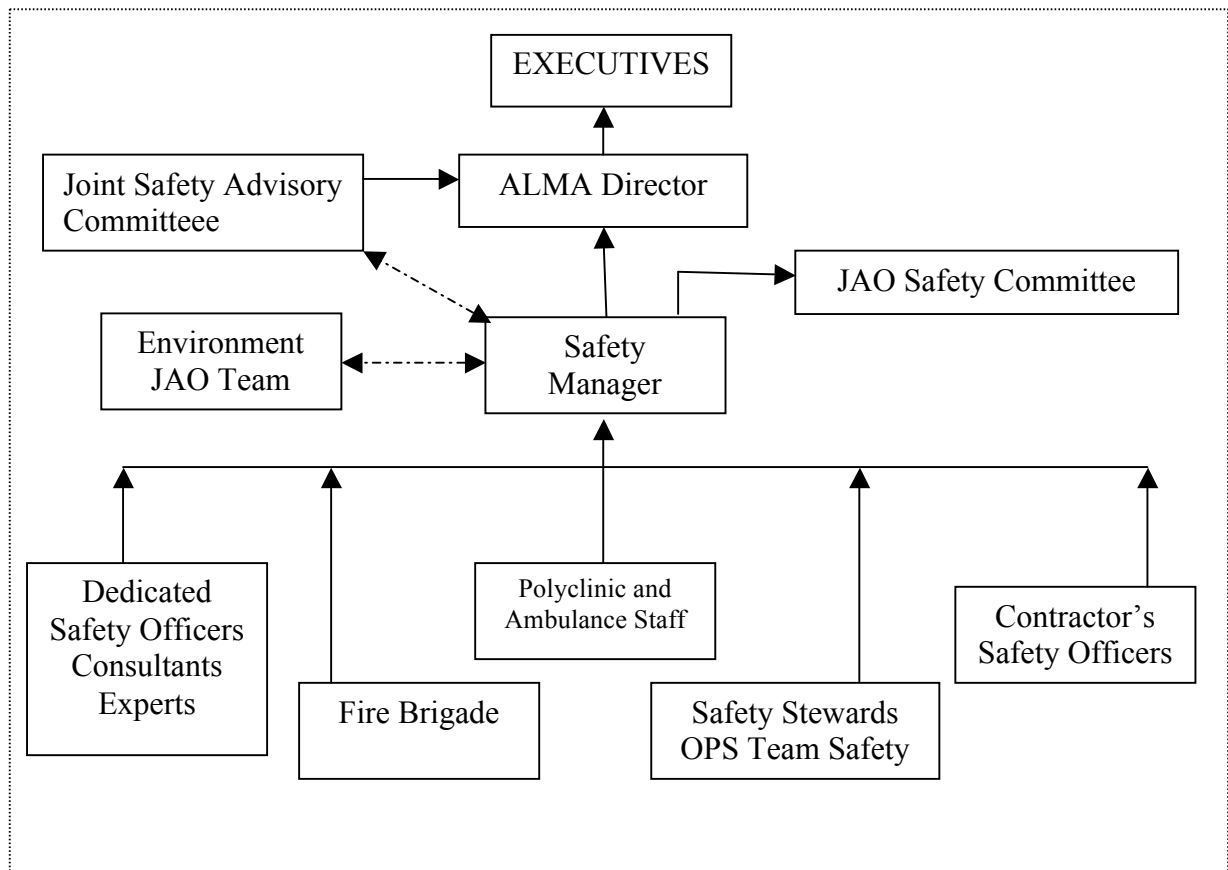 EXECUTIVES
Joint Safety Advisory
Committeee
ALMA Director
JAO Safety Committee
Environment
JAO Team
Safety
Manager
Dedicated
Safety Officers
Consultants
Experts
Fire Brigade
Polyclinic and
Ambulance Staff
Safety Stewards
OPS Team Safety
Contractor’s
Safety Officers